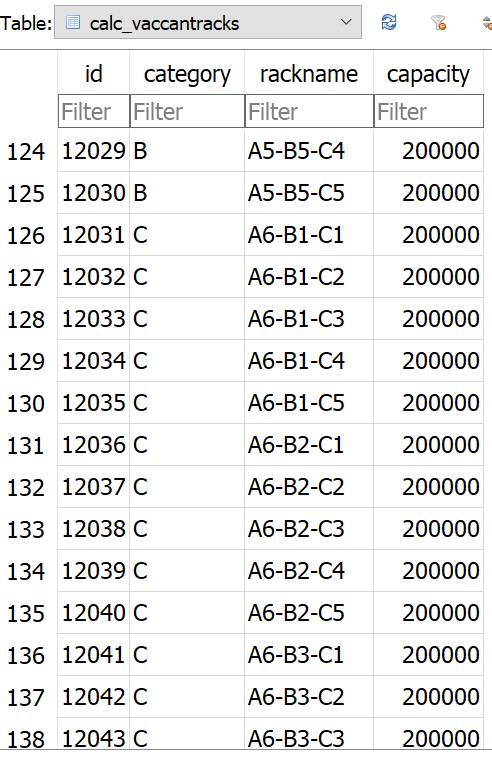 Table: calc_vaccantracks
id category rackname capacity
Filter Filter Filter Filter
124 12029 B A5-B5-C4 200000
125 12030 B A5-B5-C5 200000
126 12031 C A6-B1-C1 200000
127 12032 C A6-B1-C2 200000
128 12033 C A6-B1-C3 200000
129 12034 C A6-B1-C4 200000
130 12035 C A6-B1-C5 200000
131 12036 C A6-B2-C1 200000
132 12037 C A6-B2-C2 200000
133 12038 C A6-B2-C3 200000
134 12039 C A6-B2-C4 200000
135 12040 C A6-B2-C5 200000
136 12041 C A6-B3-C1 200000
137 12042 C A6-B3-C2 200000
138 12043 C A6-B3-C3 200000